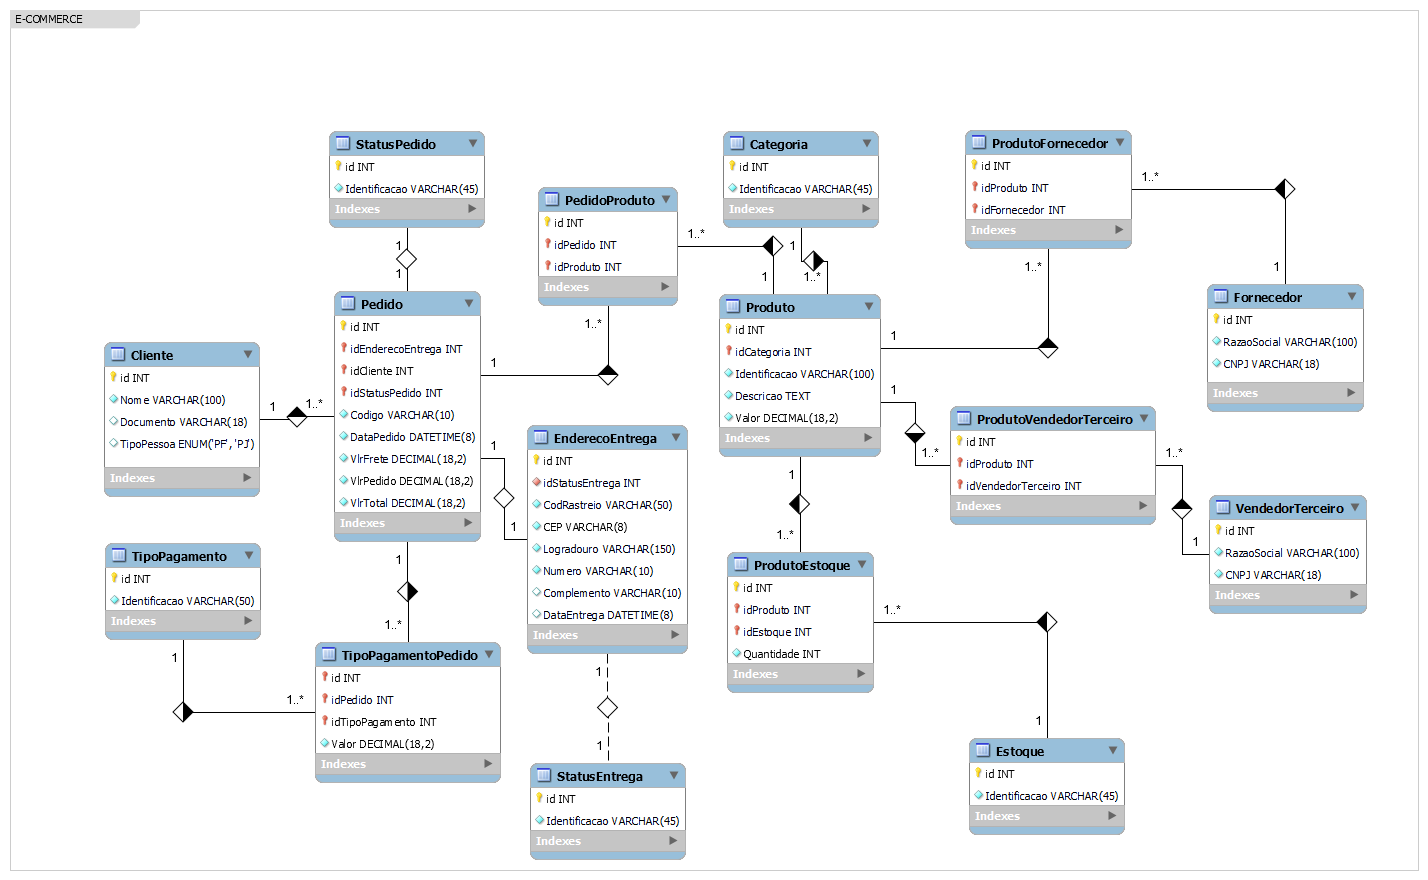 E-COMMERCE
StatusPedido
id INT
Identificacao VARCHAR(45)
Indexes
1
1
Pedido
id INT
idEnderecoEntrega INT
idCliente INT
idStatusPedido INT
Codigo VARCHAR(10)
DataPedido DATETIME(8)
VlrFrete DECIMAL(18,2)
VlrPedido DECIMAL(18,2)
VlrTotal DECIMAL(18,2)
Indexes
Cliente
id INT
Nome VARCHAR(100)
Documento VARCHAR(18)
TipoPessoa ENUM('PF','PJ')
Indexes
1
1..*
TipoPagamento
id INT
Identificacao VARCHAR(50)
Indexes
1
1..*
1
1..*
TipoPagamentoPedido
id INT
idPedido INT
idTipoPagamento INT
Valor DECIMAL(18,2)
Indexes
PedidoProduto
id INT
idPedido INT
idProduto INT
Indexes
1..*
1
1..*
1
EnderecoEntrega
id INT
idStatusEntrega INT
CodRastreio VARCHAR(50)
CEP VARCHAR(8)
Logradouro VARCHAR(150)
Numero VARCHAR(10)
Complemento VARCHAR(10)
DataEntrega DATETIME(8)
Indexes
1
1
1
1
StatusEntrega
id INT
Identificacao VARCHAR(45)
Indexes
Categoria
id INT
Identificacao VARCHAR(45)
Indexes
1
1..*
Produto
id INT
idCategoria INT
Identificacao VARCHAR(100)
Descricao TEXT
Valor DECIMAL(18,2)
Indexes
1
1..*
ProdutoEstoque
id INT
idProduto INT
idEstoque INT
Quantidade INT
Indexes
1..*
1
Estoque
id INT
Identificacao VARCHAR(45)
Indexes
ProdutoFornecedor
id INT
idProduto INT
idFornecedor INT
Indexes
1..*
1
1..*
1
Fornecedor
id INT
RazaoSocial VARCHAR(100)
CNPJ VARCHAR(18)
Indexes
1
1..*
ProdutoVendedorTerceiro
id INT
idProduto INT
idVendedorTerceiro INT
Indexes
1..*
1
VendedorTerceiro
id INT
RazaoSocial VARCHAR(100)
CNPJ VARCHAR(18)
Indexes